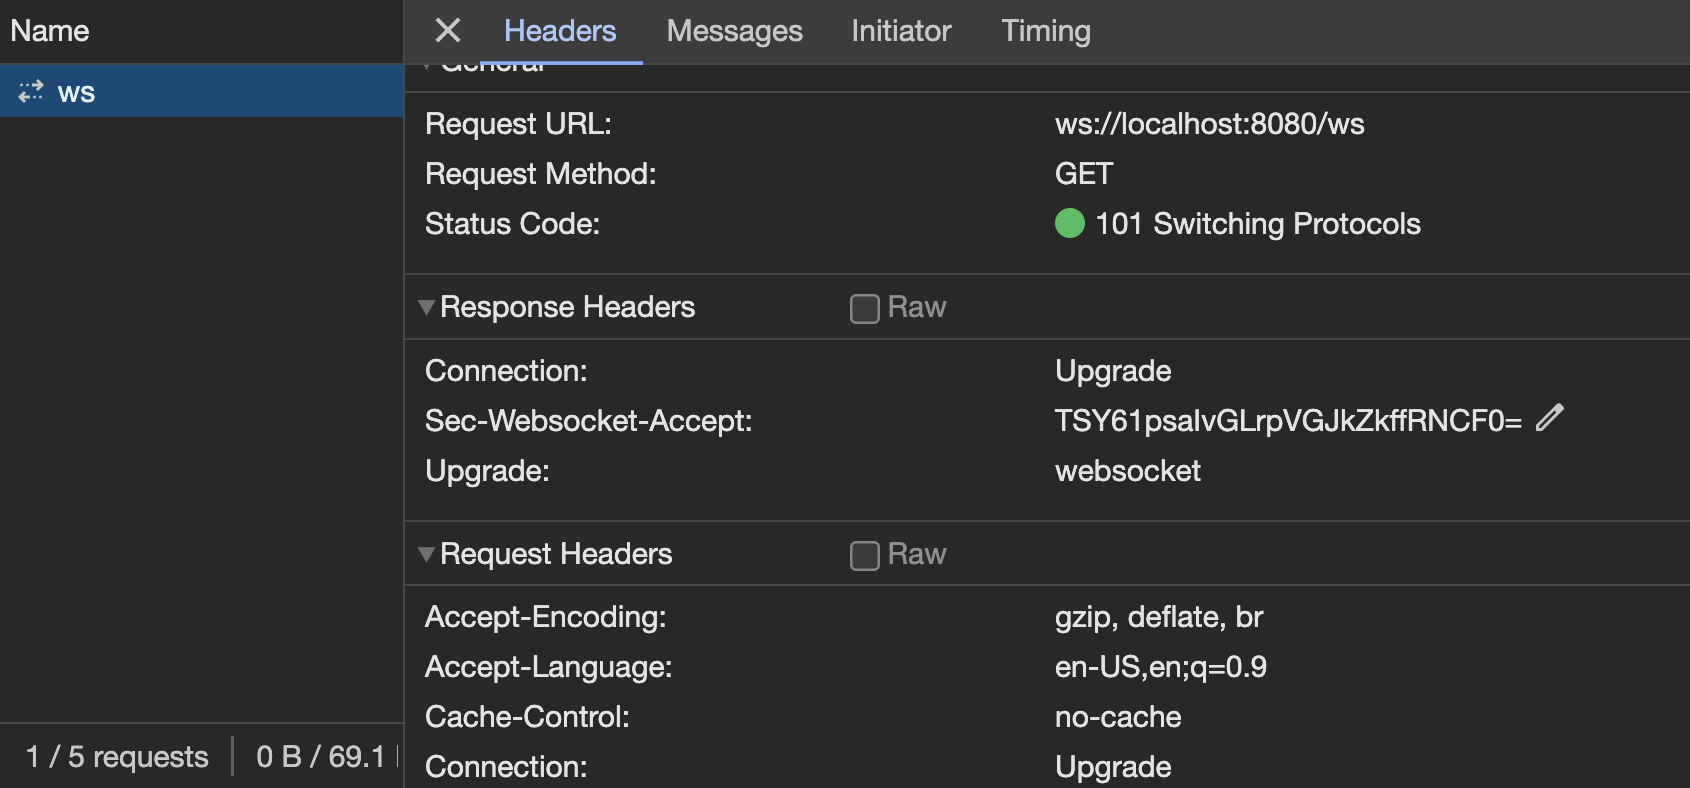 Name
Headers Messages Initiator Timing
ws
General
Request URL: ws://localhost:8080/ws
Request Method: GET
Status Code: 101 Switching Protocols
Response Headers Raw
Connection: Upgrade
Sec-Websocket-Accept: TSY61psalvGLrpVGJkZkffRNCF0=
Upgrade: websocket
Request Headers Raw
Accept-Encoding: gzip, deflate, br
Accept-Language: en-US,en;q=0.9
Cache-Control: no-cache
Connection: Upgrade
1 / 5 requests 0 B / 69.1